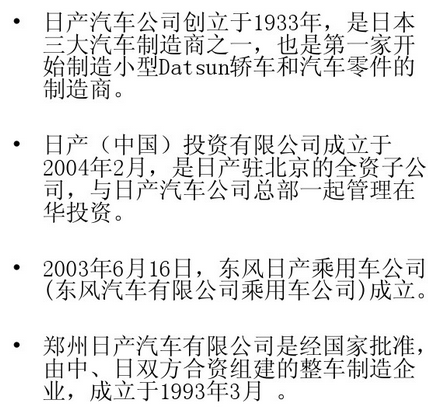 • 日产汽车公司创立于1933年，是日本
三大汽车制造商之一，也是第一家开
始制造小型Datsun轿车和汽车零件的
制造商。
• 日产（中国）投资有限公司成立于
2004年2月，是日产驻北京的全资子公
司，与日产汽车公司总部一起管理在
华投资。
• 2003年6月16日，东风日产乘用车公司
(东风汽车有限公司乘用车公司)成立。
• 郑州日产汽车有限公司是经国家批准，
由中、日双方合资组建的整车制造企
业，成立于1993年3月 。